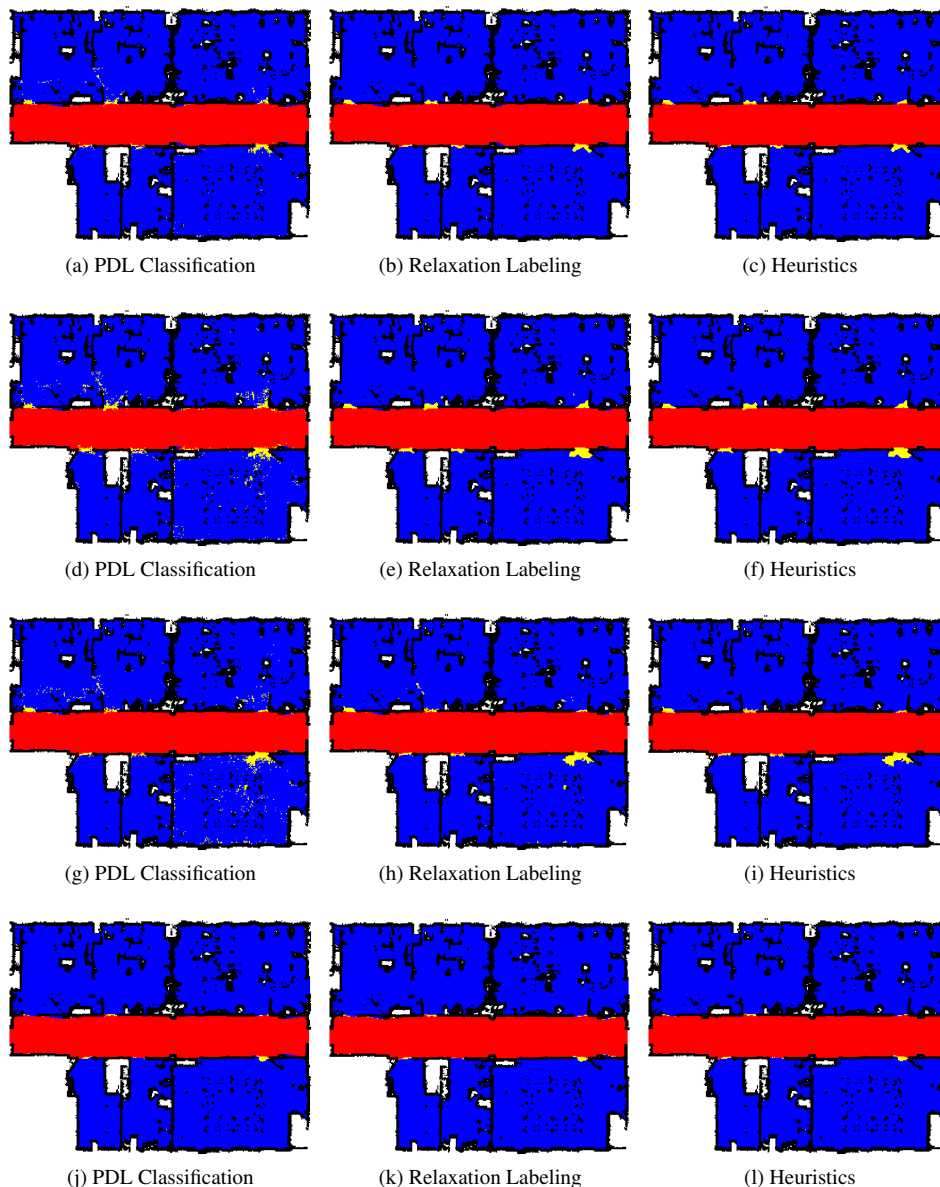 (a) PDL Classification
(b) Relaxation Labeling
(c) Heuristics
(d) PDL Classification
(e) Relaxation Labeling
(f) Heuristics
(g) PDL Classification
(h) Relaxation Labeling
(i) Heuristics
(j) PDL Classification
(k) Relaxation Labeling
(l) Heuristics